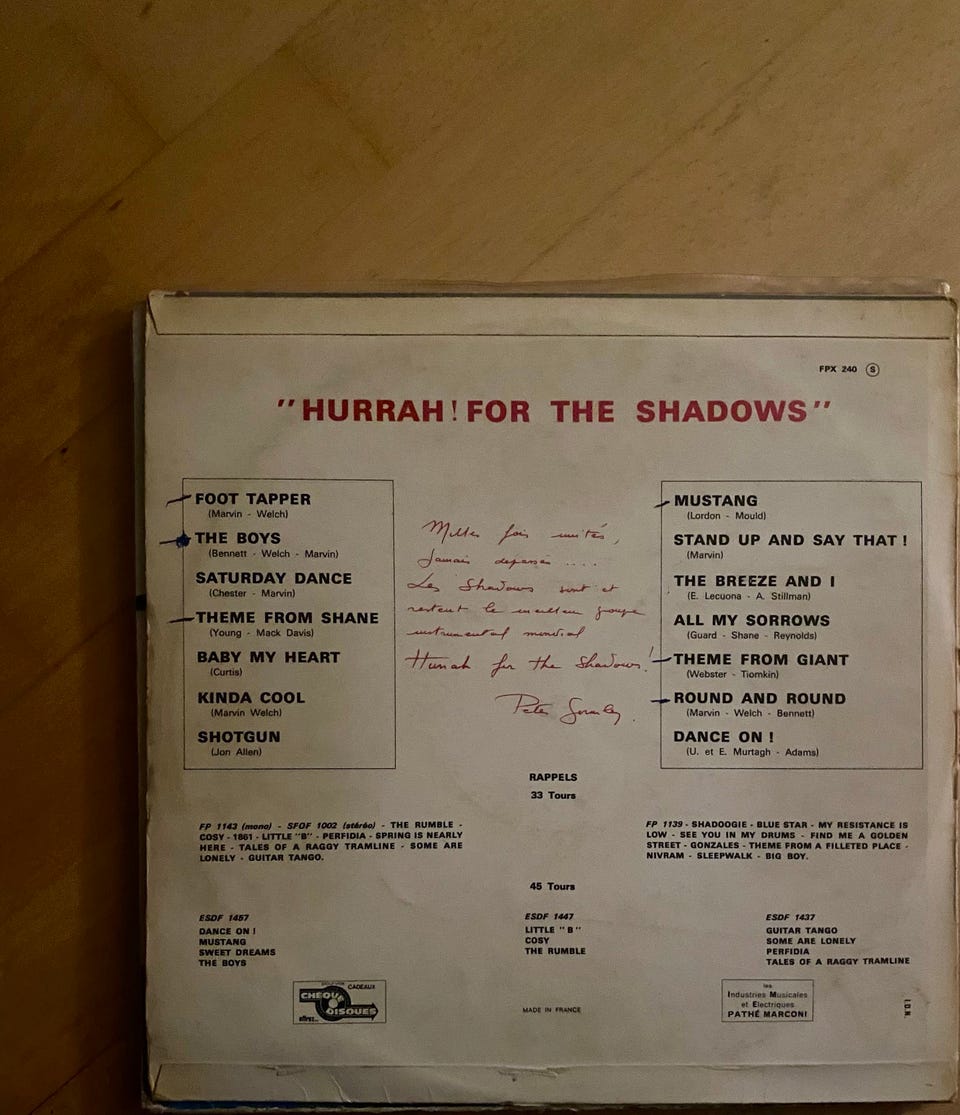 FPX 240 S
"HURRAH! FOR THE SHADOWS"
FOOT TAPPER
(Marvin - Welch)
THE BOYS
(Bennett - Welch - Marvin)
SATURDAY DANCE
(Chester - Marvin)
THEME FROM SHANE
(Young - Mack Davis)
BABY MY HEART
(Curtis)
KINDA COOL
(Marvin Welch)
SHOTGUN
(Jon Allen)
Milles fois imités,
Jamais dépassés ....
Les Shadows sont et
restent le meilleur groupe
instrumental mondial
Hurrah for the Shadows!
Peter Gormley.
MUSTANG
(Lordon - Mould)
STAND UP AND SAY THAT !
(Marvin)
THE BREEZE AND I
(E. Lecuona - A. Stillman)
ALL MY SORROWS
(Guard - Shane - Reynolds)
THEME FROM GIANT
(Webster - Tiomkin)
ROUND AND ROUND
(Marvin - Welch - Bennett)
DANCE ON !
(U. et E. Murtagh - Adams)
RAPPELS
33 Tours
FP 1143 (mono) - SFOF 1002 (stéréo) - THE RUMBLE -
COSY - 1861 - LITTLE "B" - PERFIDIA - SPRING IS NEARLY
HERE - TALES OF A RAGGY TRAMLINE - SOME ARE
LONELY - GUITAR TANGO.
FP 1139 - SHADOOGIE - BLUE STAR - MY RESISTANCE IS
LOW - SEE YOU IN MY DRUMS - FIND ME A GOLDEN
STREET - GONZALES - THEME FROM A FILLETED PLACE -
NIVRAM - SLEEPWALK - BIG BOY.
45 Tours
ESDF 1457
DANCE ON !
MUSTANG
SWEET DREAMS
THE BOYS
ESDF 1447
LITTLE "B"
COSY
THE RUMBLE
ESDF 1437
GUITAR TANGO
SOME ARE LONELY
PERFIDIA
TALES OF A RAGGY TRAMLINE
CADEAUX
CHEQUE
DISQUES
offrez...
MADE IN FRANCE
les
Industries Musicales
et Electriques
PATHÉ MARCONI
I.D.N.